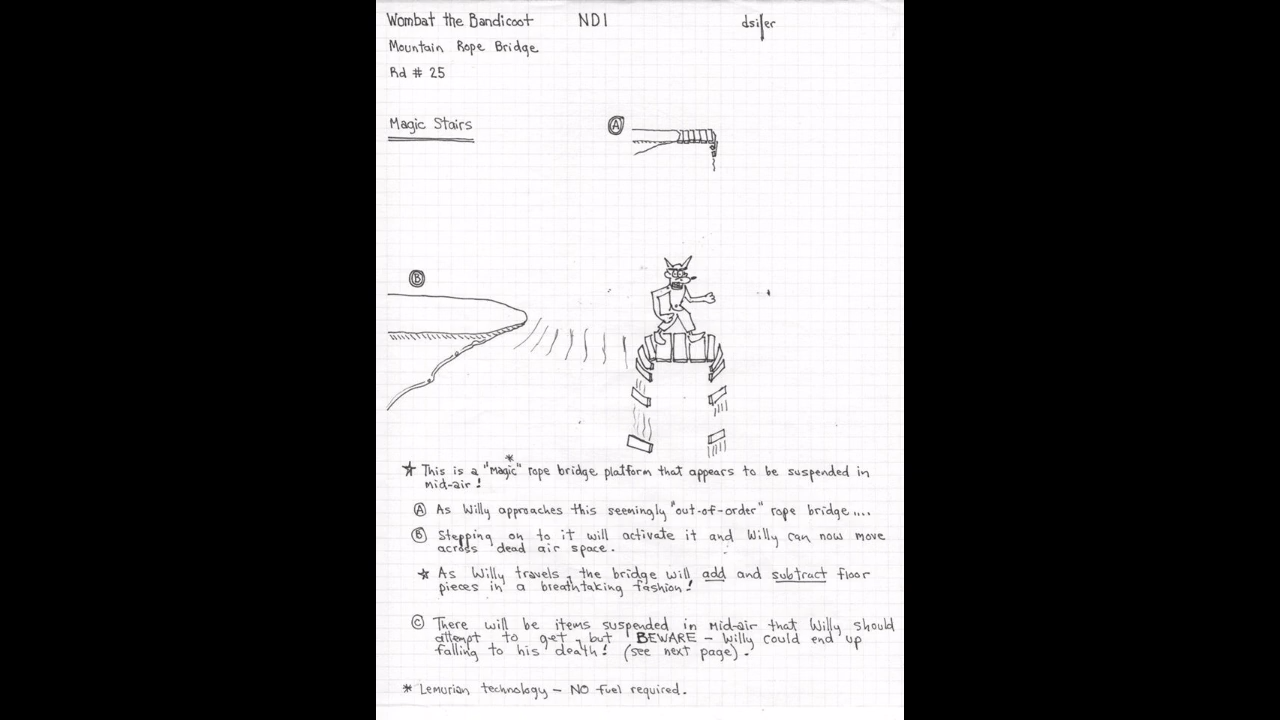 Wombat the Bandicoot NDI dsiler
Mountain Rope Bridge
Rd # 25
Magic Stairs
A
B
☆ This is a "Magic*" rope bridge platform that appears to be suspended in
mid-air!
Ⓐ As Willy approaches this seemingly "out-of-order" rope bridge....
Ⓑ Stepping on to it will activate it and Willy can now move
across dead air space.
☆ As Willy travels, the bridge will add and subtract floor
pieces in a breathtaking fashion!
Ⓒ There will be items suspended in Mid-air that Willy should
attempt to get, but BEWARE - Willy could end up
falling to his death! (see next page).
* Lemurian technology - NO fuel required.